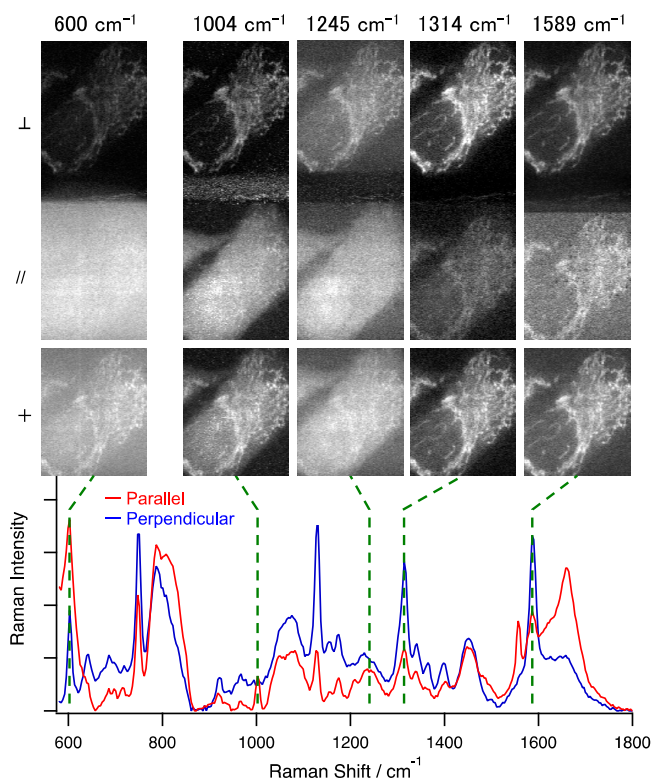 600 cm⁻¹ 1004 cm⁻¹ 1245 cm⁻¹ 1314 cm⁻¹ 1589 cm⁻¹
⊥
//
+
Parallel
Perpendicular
Raman Intensity
600 800 1000 1200 1400 1600 1800
Raman Shift / cm⁻¹